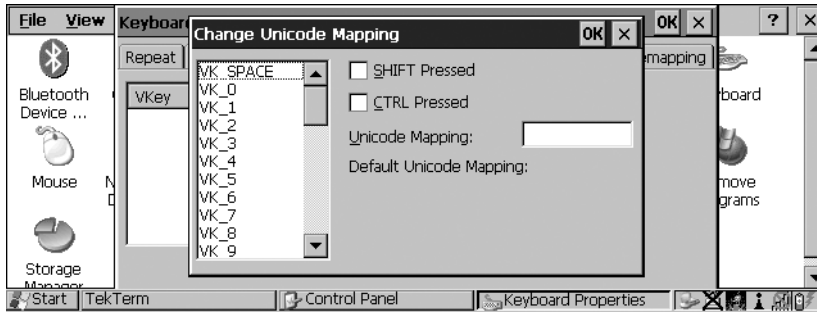 File View
Keyboard
OK ×
? ×
Change Unicode Mapping
OK ×
Repeat
emapping
VKey
VK_SPACE
VK_0
VK_1
VK_2
VK_3
VK_4
VK_5
VK_6
VK_7
VK_8
VK_9
SHIFT Pressed
CTRL Pressed
Unicode Mapping:
Default Unicode Mapping:
Bluetooth
Device ...
Mouse
Storage
Manager
board
move
grams
Start
TekTerm
Control Panel
Keyboard Properties